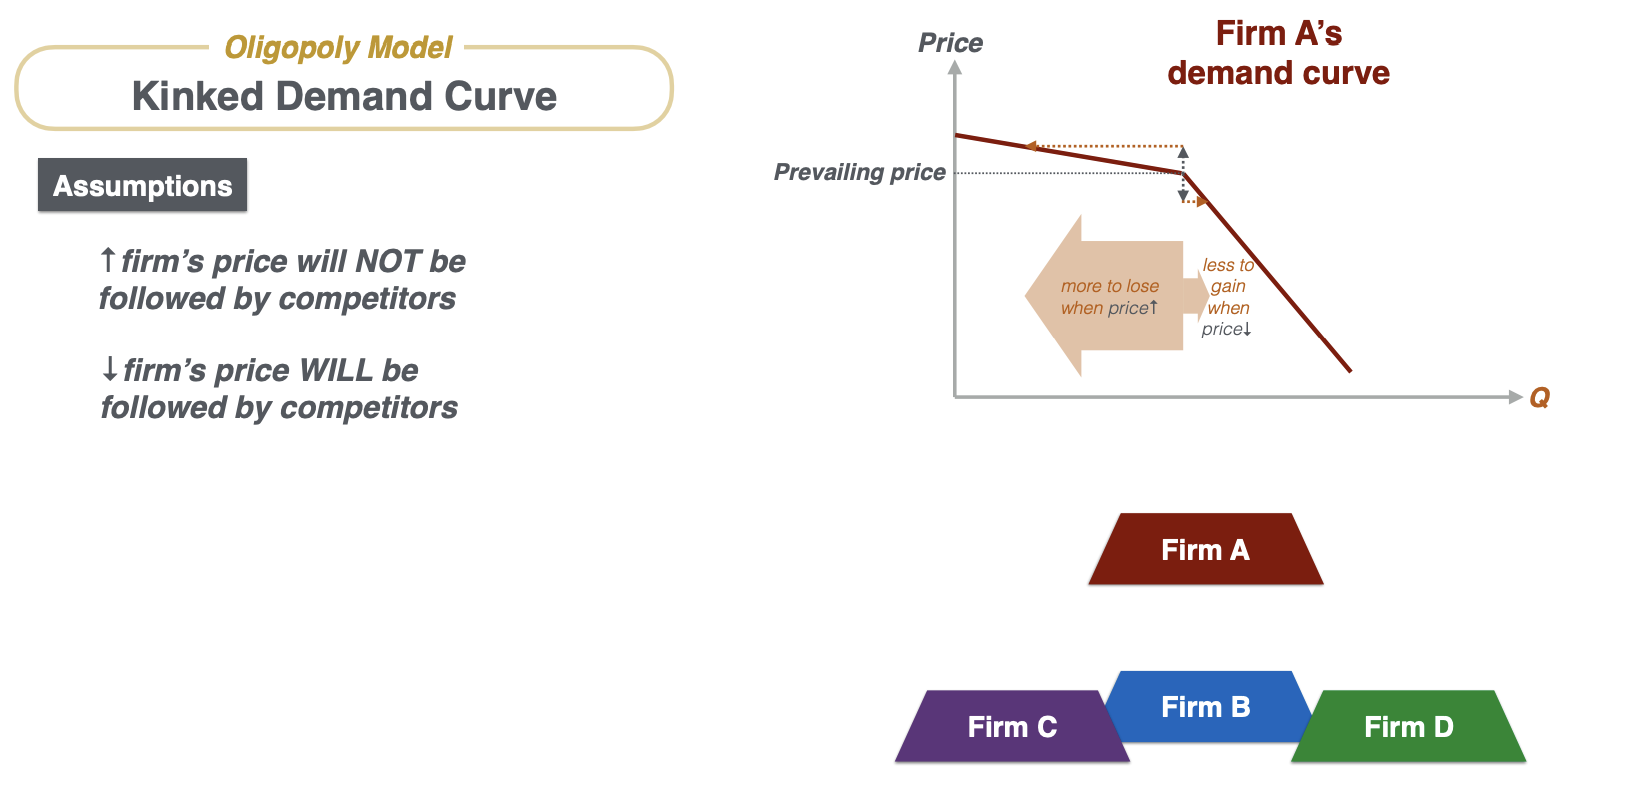 Oligopoly Model
Kinked Demand Curve
Assumptions
↑firm’s price will NOT be
followed by competitors
↓firm’s price WILL be
followed by competitors
Firm A’s
demand curve
Price
Prevailing price
more to lose
when price↑
less to
gain
when
price↓
Q
Firm A
Firm B
Firm C
Firm D